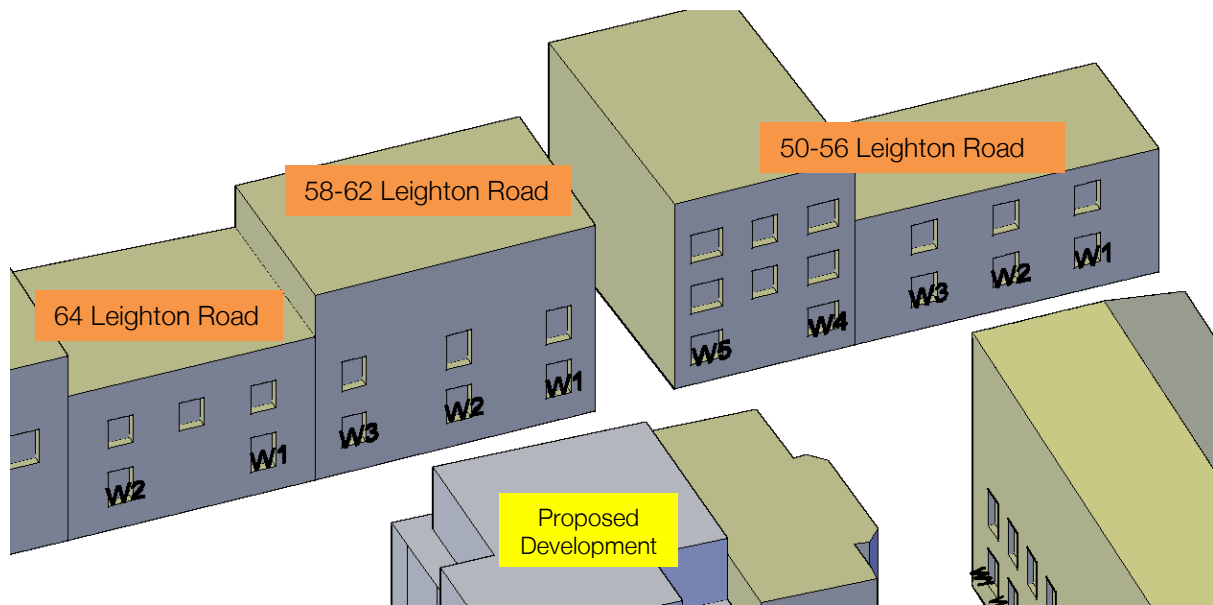 50-56 Leighton Road
58-62 Leighton Road
64 Leighton Road
W5
W4
W3
W2
W1
W3
W2
W1
W2
W1
Proposed
Development